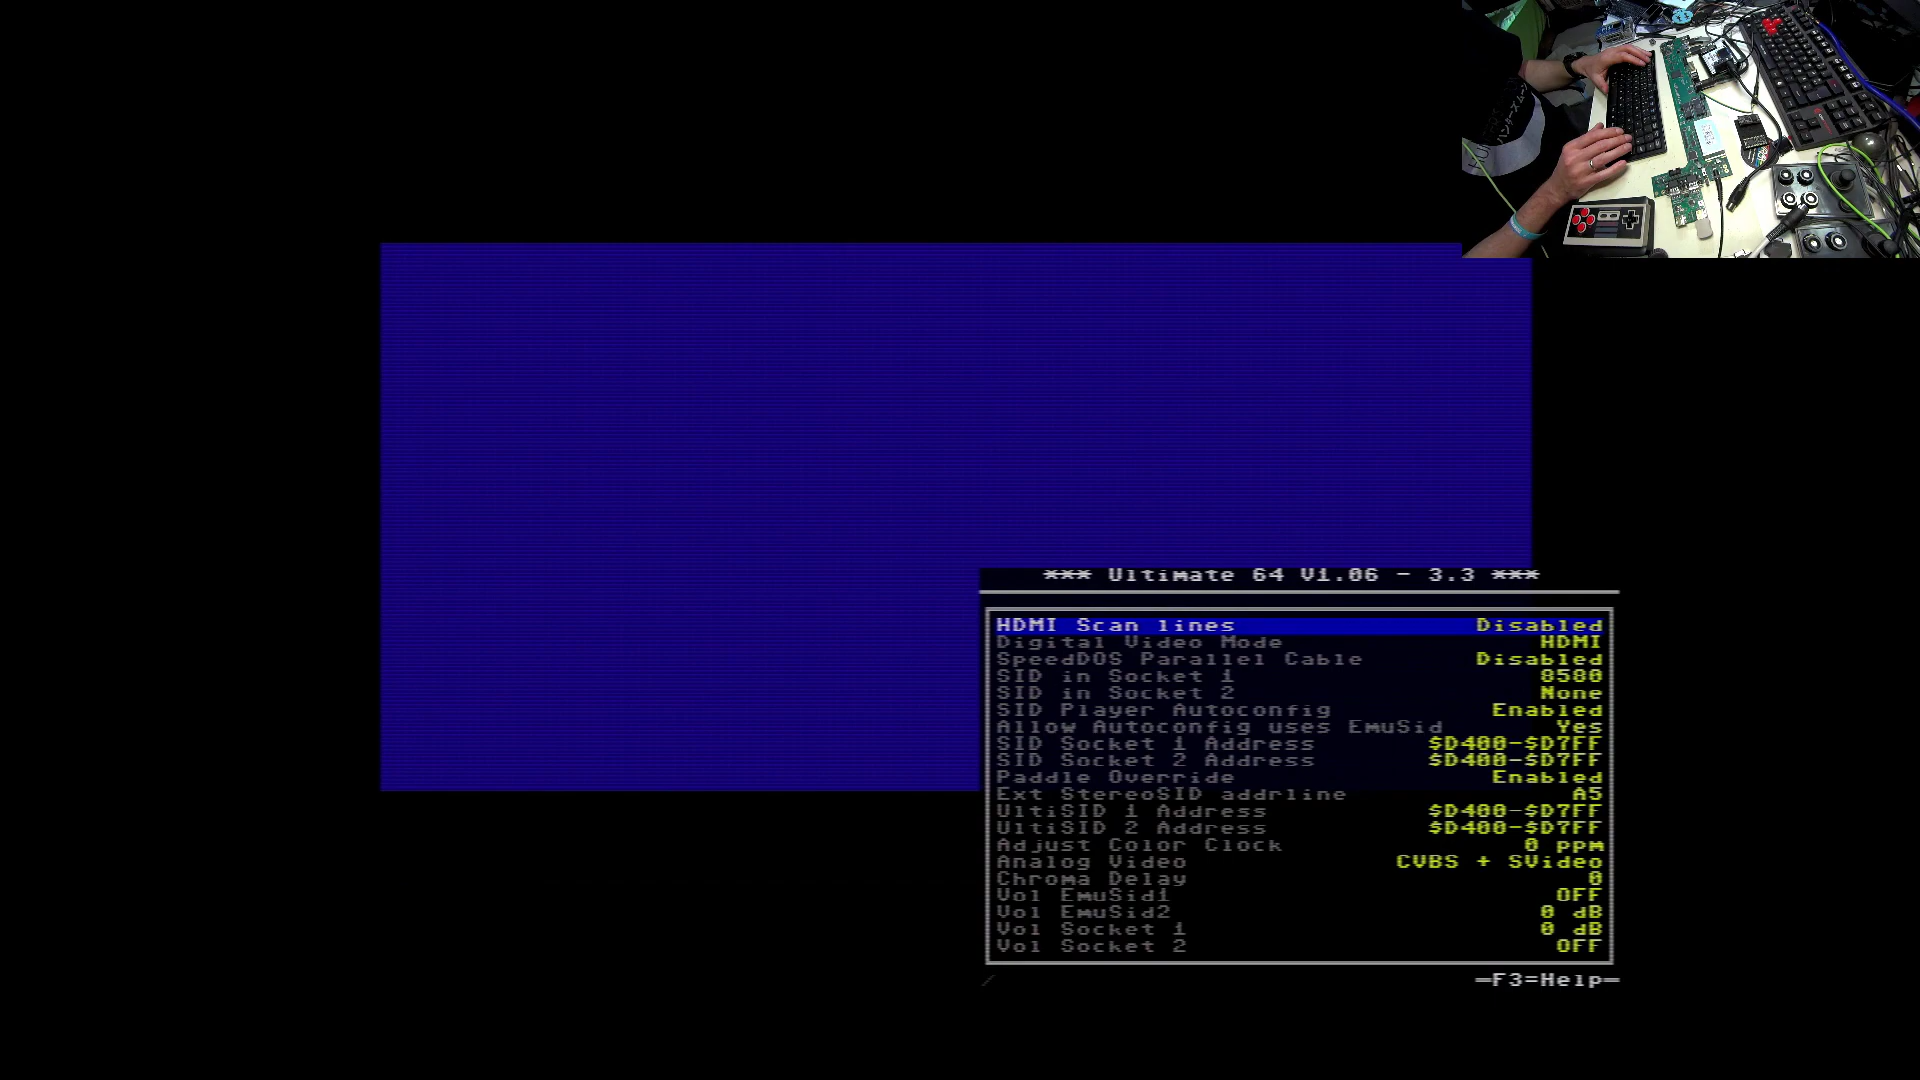 *** Ultimate 64 V1.06 - 3.3 ***
HDMI Scan lines Disabled
Digital Video Mode HDMI
SpeedDOS Parallel Cable Disabled
SID in Socket 1 8580
SID in Socket 2 None
SID Player Autoconfig Enabled
Allow Autoconfig uses EmuSid Yes
SID Socket 1 Address $D400-$D7FF
SID Socket 2 Address $D400-$D7FF
Paddle Override Enabled
Ext StereoSID addrline A5
UltiSID 1 Address $D400-$D7FF
UltiSID 2 Address $D400-$D7FF
Adjust Color Clock 0 ppm
Analog Video CVBS + SVideo
Chroma Delay 0
Vol EmuSid1 OFF
Vol EmuSid2 0 dB
Vol Socket 1 0 dB
Vol Socket 2 OFF
F3=Help